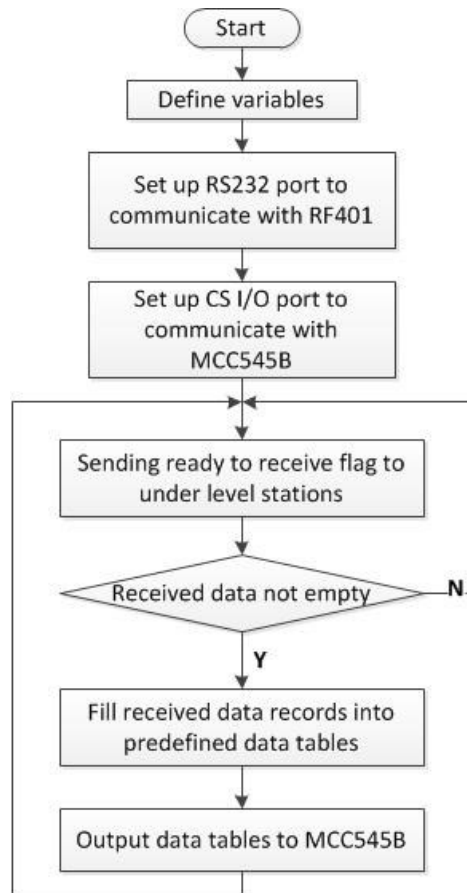 Start
Define variables
Set up RS232 port to
communicate with RF401
Set up CS I/O port to
communicate with
MCC545B
Sending ready to receive flag to
under level stations
Received data not empty
N
Y
Fill received data records into
predefined data tables
Output data tables to MCC545B